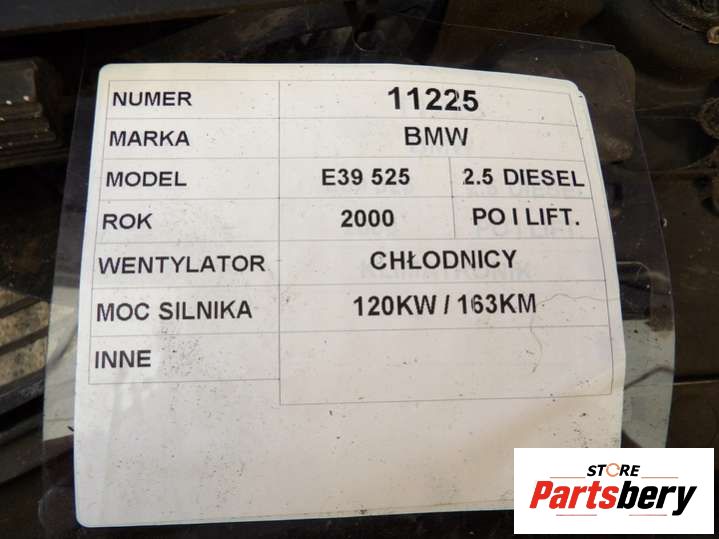 NUMER 11225
MARKA BMW
MODEL E39 525 2.5 DIESEL
ROK 2000 PO I LIFT.
WENTYLATOR CHŁODNICY
MOC SILNIKA 120KW / 163KM
INNE
STORE
Partsbery